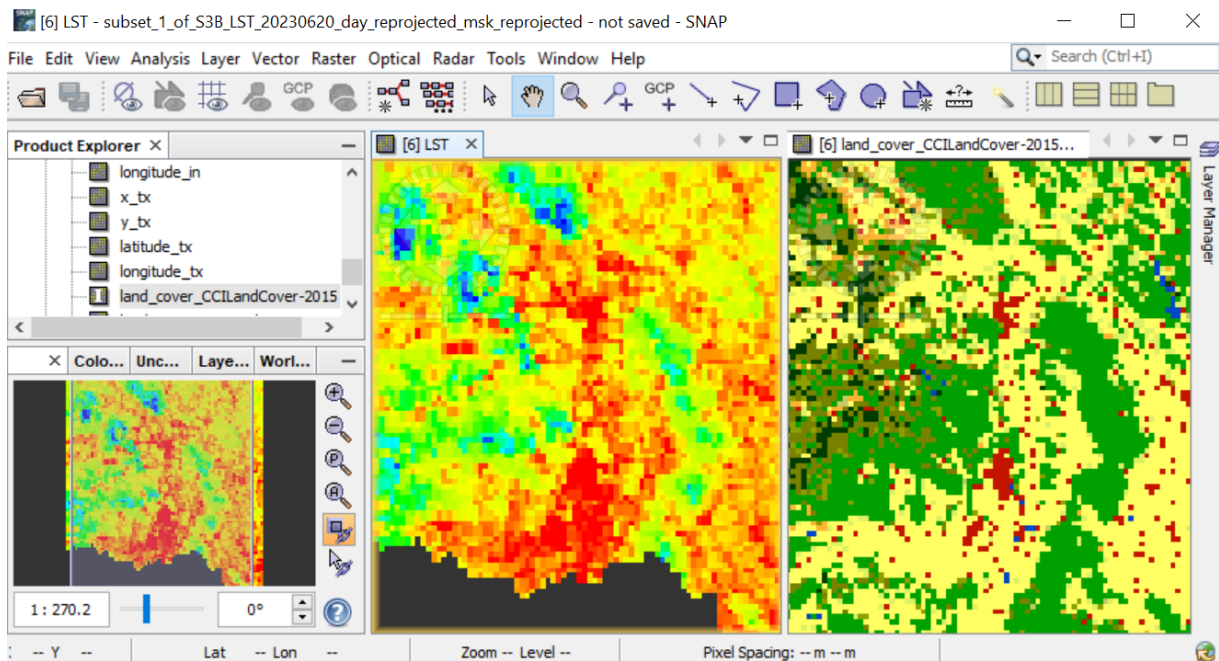 [6] LST - subset_1_of_S3B_LST_20230620_day_reprojected_msk_reprojected - not saved - SNAP
File Edit View Analysis Layer Vector Raster Optical Radar Tools Window Help
Search (Ctrl+I)
GCP
GCP
Product Explorer
[6] LST
[6] land_cover_CCILandCover-2015...
longitude_in
x_tx
y_tx
latitude_tx
longitude_tx
land_cover_CCILandCover-2015
Layer Manager
Colo... Unc... Laye... Worl...
1 : 270.2
0°
-- Y -- Lat -- Lon -- Zoom -- Level -- Pixel Spacing: -- m -- m